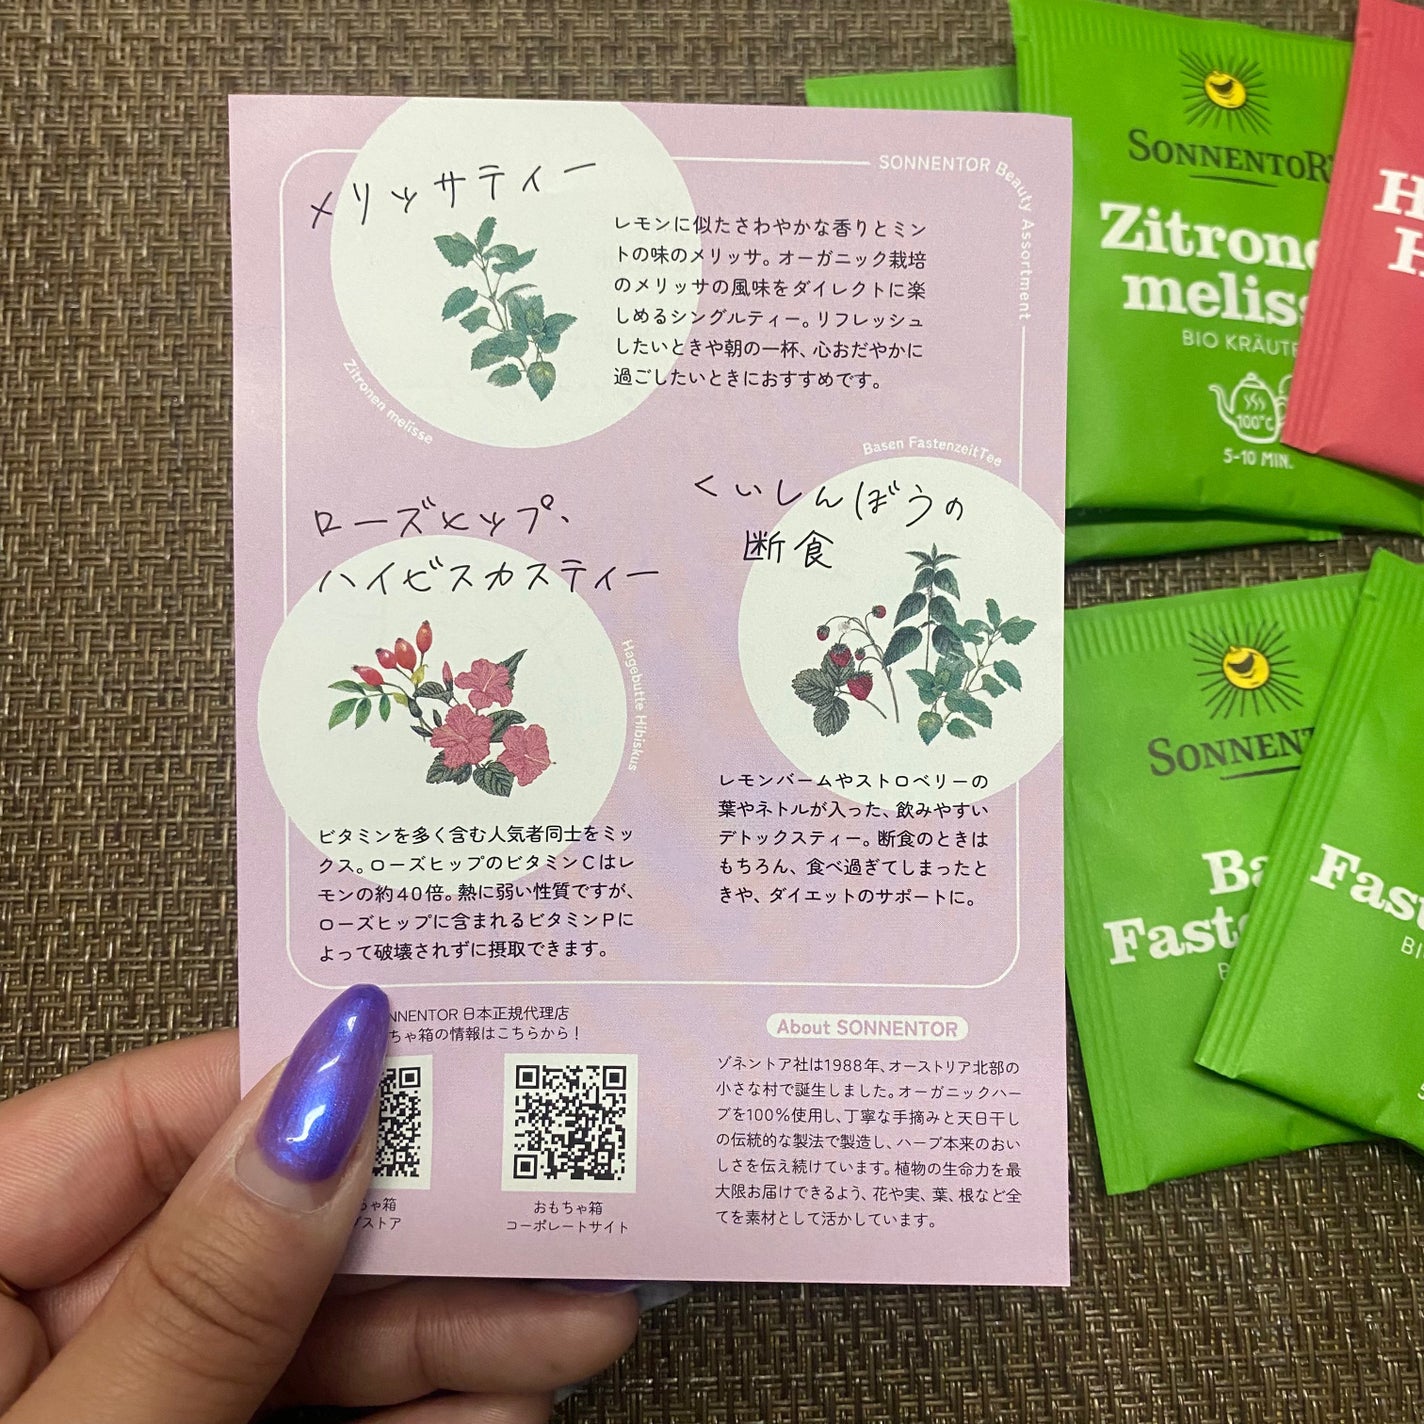 SONNENTOR Beauty Assortment
メリッサティー
レモンに似たさわやかな香りとミン
トの味のメリッサ。オーガニック栽培
のメリッサの風味をダイレクトに楽
しめるシングルティー。リフレッシュ
したいときや朝の一杯、心おだやかに
過ごしたいときにおすすめです。
Zitronen melisse
ローズヒップ、
ハイビスカスティー
Hagebutte Hibiskus
ビタミンを多く含む人気者同士をミッ
クス。ローズヒップのビタミンCはレ
モンの約40倍。熱に弱い性質ですが、
ローズヒップに含まれるビタミンPに
よって破壊されずに摂取できます。
Basen FastenzeitTee
くいしんぼうの
断食
レモンバームやストロベリーの
葉やネトルが入った、飲みやすい
デトックスティー。断食のときは
もちろん、食べ過ぎてしまったと
きや、ダイエットのサポートに。
NNENTOR 日本正規代理店
ちゃ箱の情報はこちらから！
ちゃ箱
ブストア
おもちゃ箱
コーポレートサイト
About SONNENTOR
ゾネントア社は1988年、オーストリア北部の
小さな村で誕生しました。オーガニックハー
ブを100%使用し、丁寧な手摘みと天日干し
の伝統的な製法で製造し、ハーブ本来のおい
しさを伝え続けています。植物の生命力を最
大限お届けできるよう、花や実、葉、根など全
てを素材として活かしています。
SONNENTOR
Zitrone
melis
BIO KRÄUTE
100°C
5-10 MIN.
H
H
SONNENT
Ba
Faste
B
Fas
BI